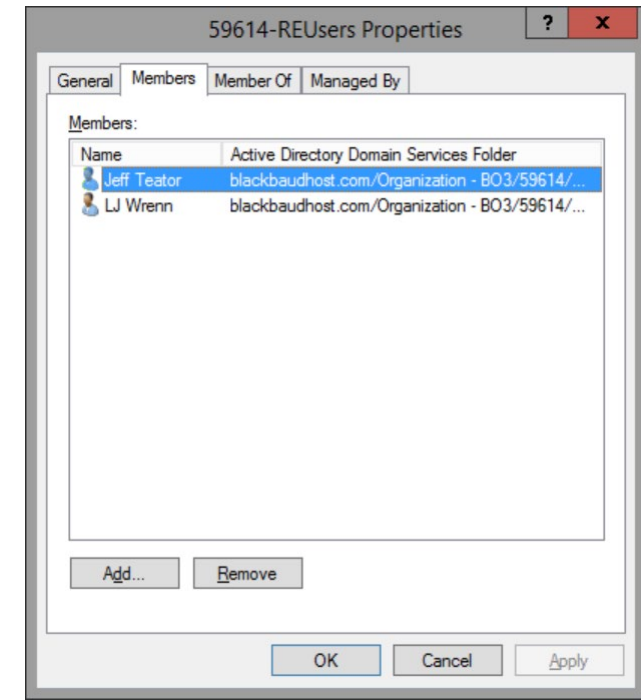 59614-REUsers Properties ? x
General Members Member Of Managed By
Members:
Name Active Directory Domain Services Folder
Jeff Teator blackbaudhost.com/Organization - BO3/59614/...
LJ Wrenn blackbaudhost.com/Organization - BO3/59614/...
Add... Remove
OK Cancel Apply